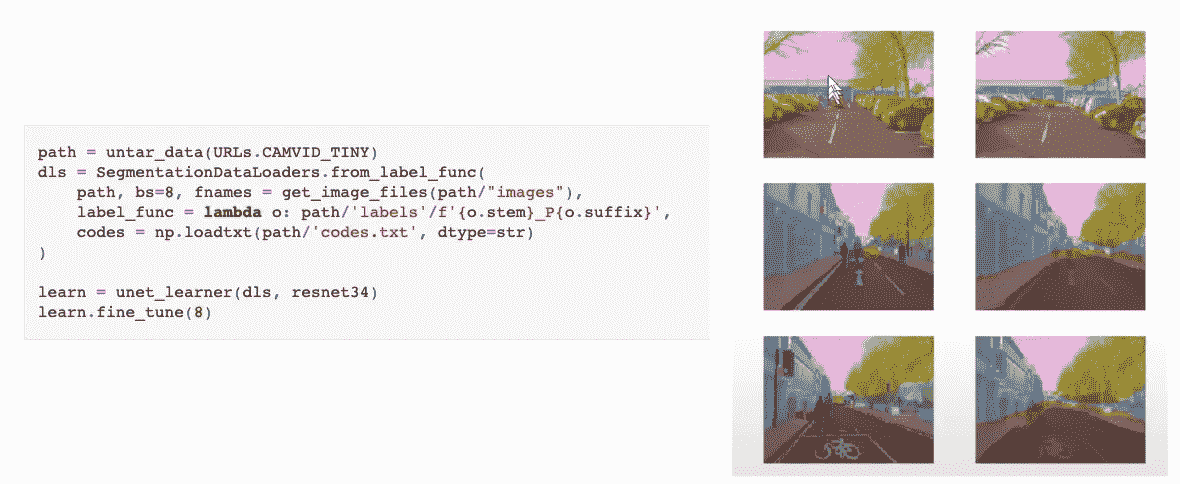 path = untar_data(URLs.CAMVID_TINY)
dls = SegmentationDataLoaders.from_label_func(
    path, bs=8, fnames = get_image_files(path/"images"),
    label_func = lambda o: path/'labels'/f'{o.stem}_P{o.suffix}',
    codes = np.loadtxt(path/'codes.txt', dtype=str)
)

learn = unet_learner(dls, resnet34)
learn.fine_tune(8)